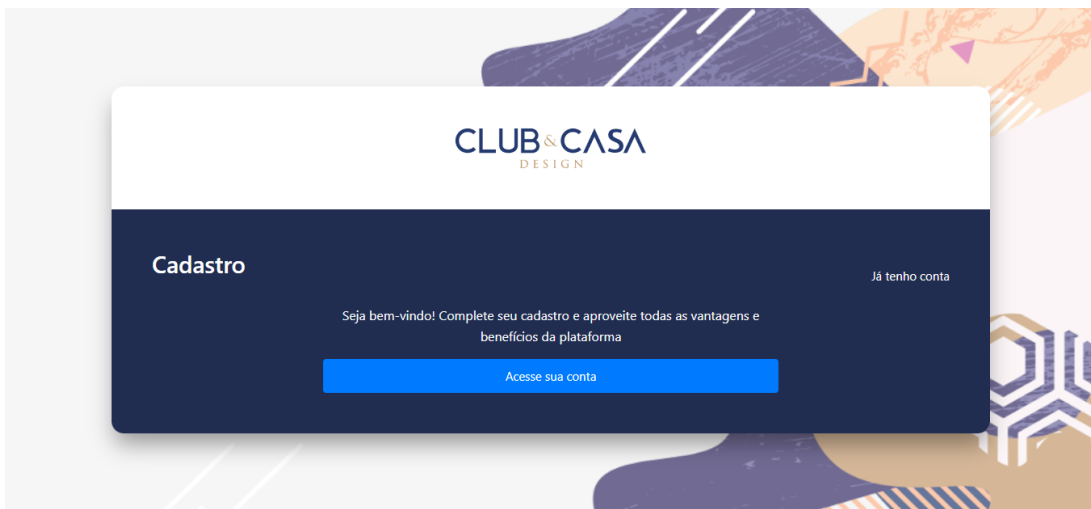 CLUB & CASA
DESIGN
Cadastro
Já tenho conta
Seja bem-vindo! Complete seu cadastro e aproveite todas as vantagens e
benefícios da plataforma
Acesse sua conta